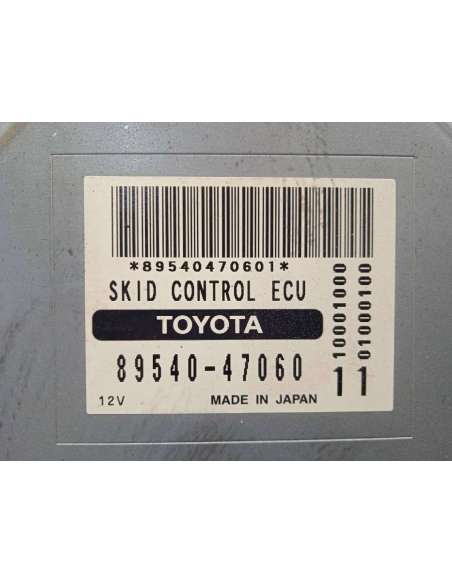 *89540470601*
SKID CONTROL ECU
TOYOTA
89540-47060
12V MADE IN JAPAN
10001000
01000100
11